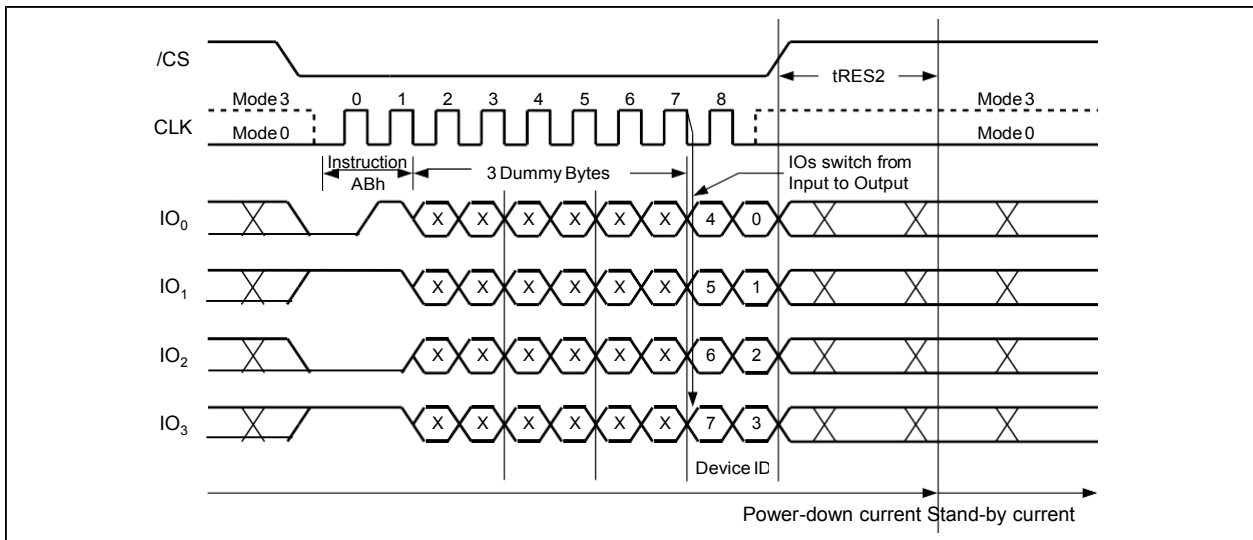 /CS
tRES2
0 1 2 3 4 5 6 7 8
Mode 3
Mode 3
CLK
Mode 0
Mode 0
Instruction
ABh
3 Dummy Bytes
IOs switch from
Input to Output
IO0
X X X X X X 4 0
IO1
X X X X X X 5 1
IO2
X X X X X X 6 2
IO3
X X X X X X 7 3
Device ID
Power-down current Stand-by current